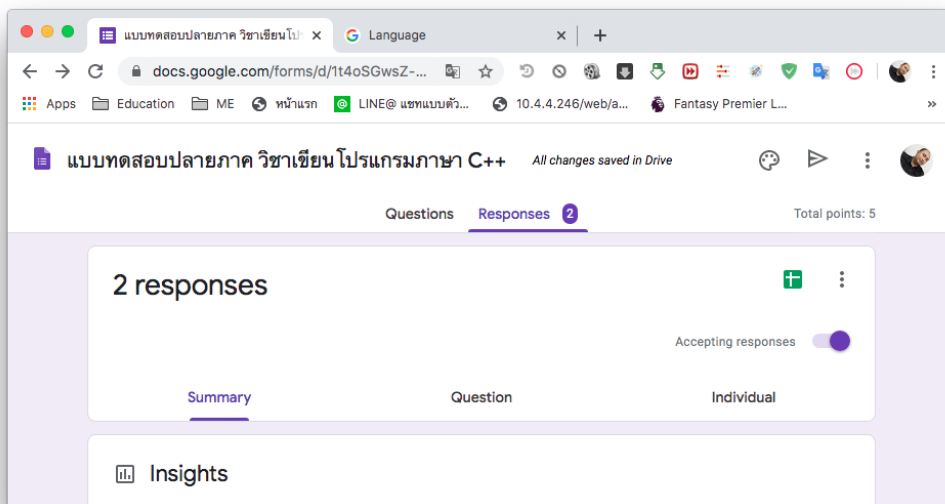 แบบทดสอบปลายภาค วิชาเขียนโป
Language
docs.google.com/forms/d/1t4oSGwsZ-...
Apps Education ME หน้าแรก LINE@ แชทแบบตัว... 10.4.4.246/web/a... Fantasy Premier L... »
แบบทดสอบปลายภาค วิชาเขียนโปรแกรมภาษา C++ All changes saved in Drive
Questions Responses 2 Total points: 5
2 responses
Accepting responses
Summary Question Individual
Insights